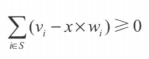 ∑_{i∈S}(v_i − x × w_i) ⩾ 0